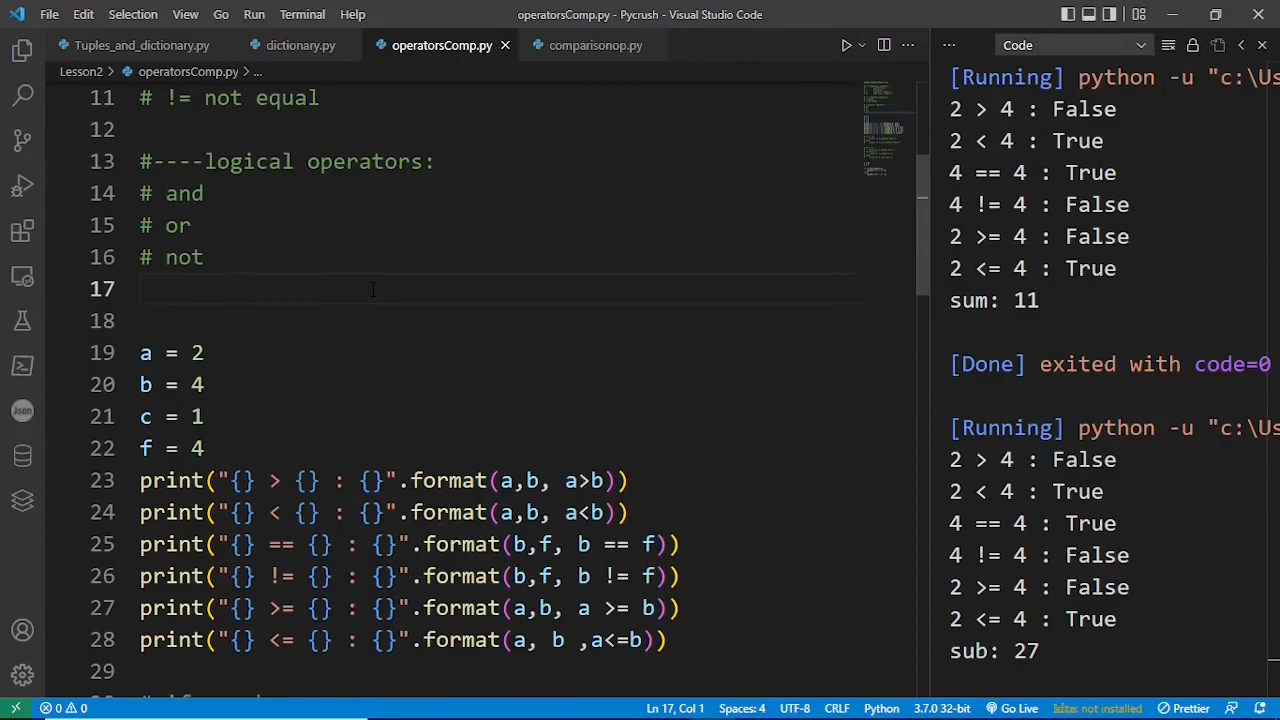 File Edit Selection View Go Run Terminal Help operatorsComp.py - Pycrush - Visual Studio Code
Tuples_and_dictionary.py dictionary.py operatorsComp.py comparisonop.py
Lesson2 > operatorsComp.py > ...
11 # != not equal
12
13 #----logical operators:
14 # and
15 # or
16 # not
17
18
19 a = 2
20 b = 4
21 c = 1
22 f = 4
23 print("{} > {} : {}".format(a,b, a>b))
24 print("{} < {} : {}".format(a,b, a<b))
25 print("{} == {} : {}".format(b,f, b == f))
26 print("{} != {} : {}".format(b,f, b != f))
27 print("{} >= {} : {}".format(a,b, a >= b))
28 print("{} <= {} : {}".format(a, b ,a<=b))
29
Code
[Running] python -u "c:\Us
2 > 4 : False
2 < 4 : True
4 == 4 : True
4 != 4 : False
2 >= 4 : False
2 <= 4 : True
sum: 11
[Done] exited with code=0
[Running] python -u "c:\Us
2 > 4 : False
2 < 4 : True
4 == 4 : True
4 != 4 : False
2 >= 4 : False
2 <= 4 : True
sub: 27
Json
0 0 Ln 17, Col 1 Spaces: 4 UTF-8 CRLF Python 3.7.0 32-bit Go Live kite: not installed Prettier